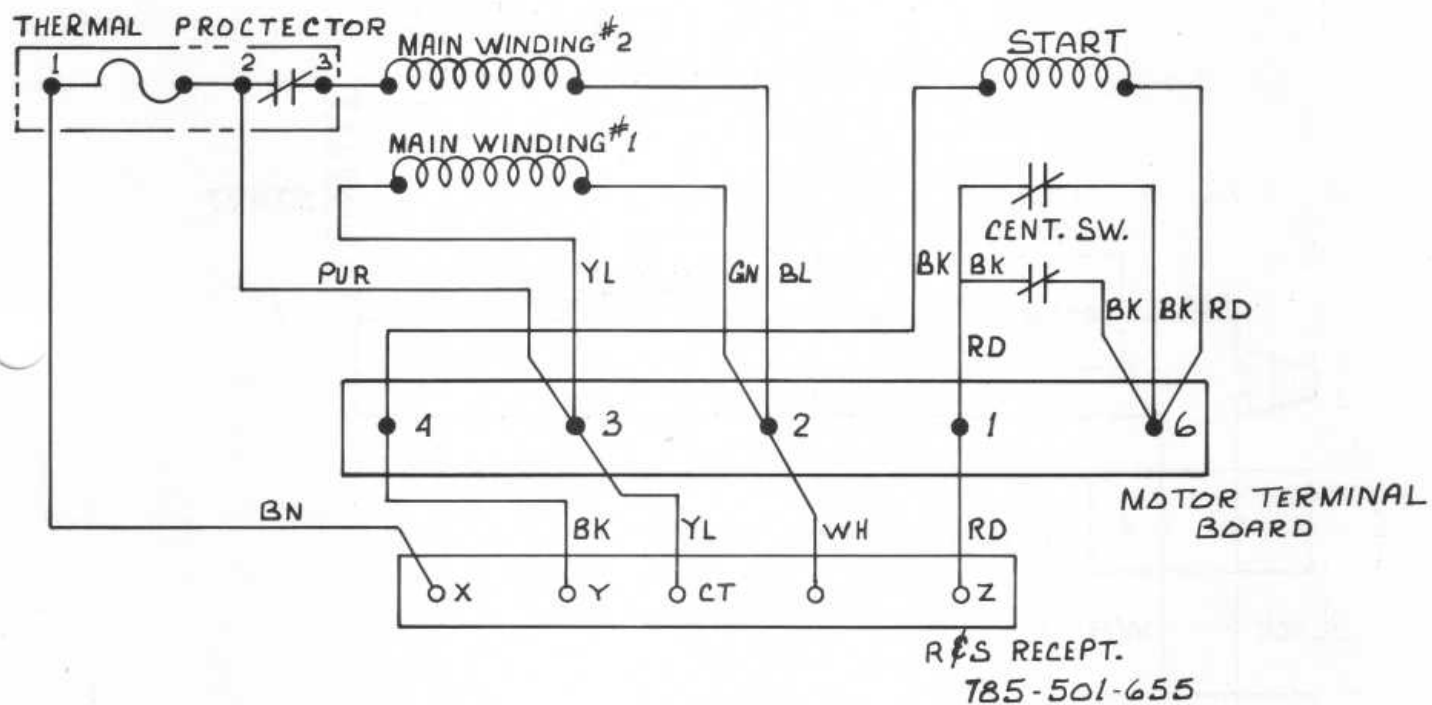 THERMAL PROCTECTOR
1 2 3
MAIN WINDING #2
START
MAIN WINDING #1
CENT. SW.
PUR YL GN BL BK BK
BK BK RD
RD
4 3 2 1 6
MOTOR TERMINAL
BOARD
BN BK YL WH RD
X Y CT Z
R&S RECEPT.
785-501-655